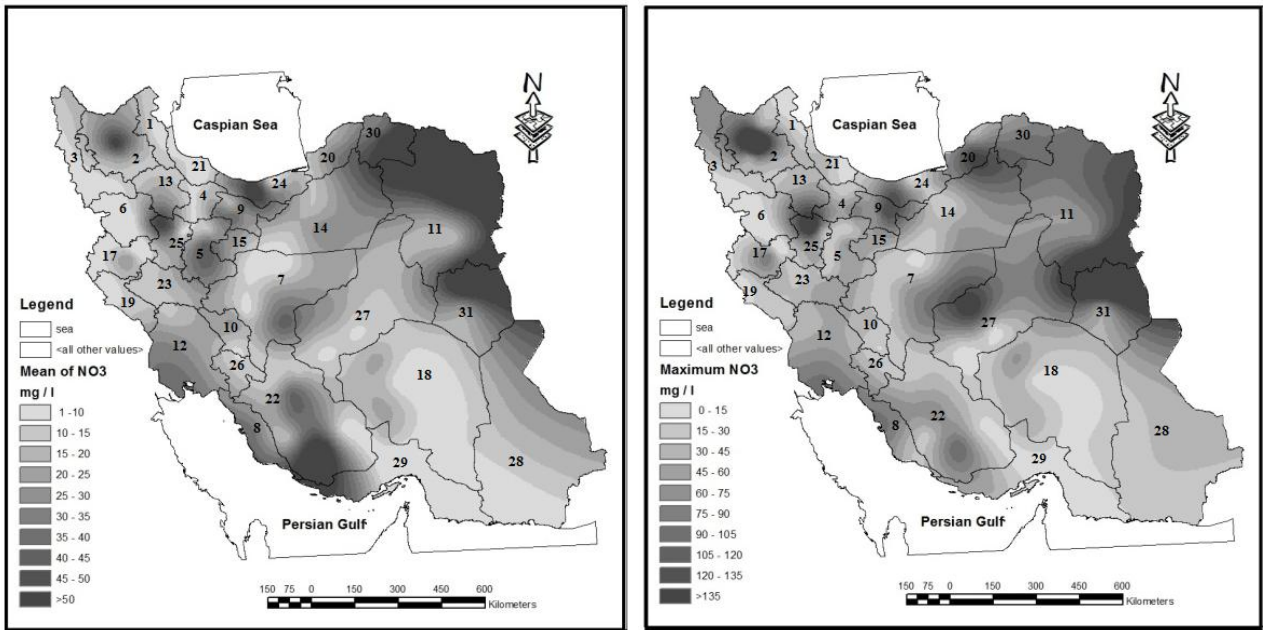 N
Caspian Sea
30
1
20
3
2
21
13
24
4
6
9
14
11
25
15
17
5
7
23
19
27
31
10
12
26
18
22
8
29
28
Persian Gulf
Legend
sea
<all other values>
Mean of NO3
mg / l
1 -10
10 - 15
15 - 20
20 - 25
25 - 30
30 - 35
35 - 40
40 - 45
45 - 50
>50
150 75 0 150 300 450 600
Kilometers
N
Caspian Sea
30
1
20
3
2
21
13
24
4
6
9
14
11
25
15
17
5
7
23
19
27
31
10
12
26
18
22
8
29
28
Persian Gulf
Legend
sea
<all other values>
Maximum NO3
mg / l
0 - 15
15 - 30
30 - 45
45 - 60
60 - 75
75 - 90
90 - 105
105 - 120
120 - 135
>135
150 75 0 150 300 450 600
Kilometers